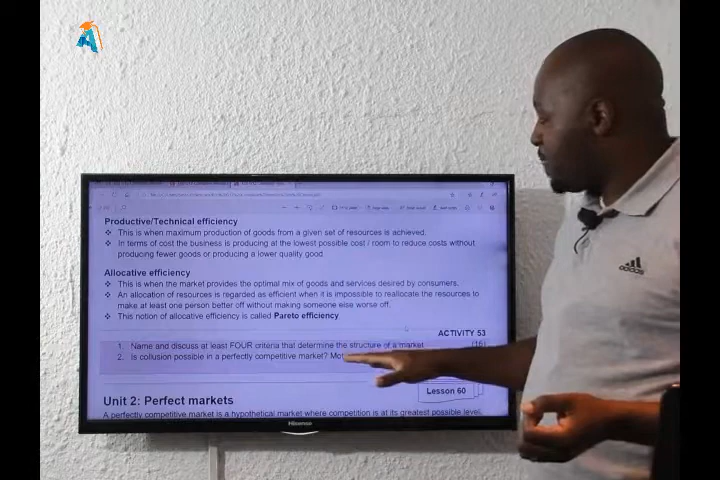 Productive/Technical efficiency
❖ This is when maximum production of goods from a given set of resources is achieved.
❖ In terms of cost the business is producing at the lowest possible cost / room to reduce costs without
producing fewer goods or producing a lower quality good
Allocative efficiency
❖ This is when the market provides the optimal mix of goods and services desired by consumers.
❖ An allocation of resources is regarded as efficient when it is impossible to reallocate the resources to
make at least one person better off without making someone else worse off.
❖ This notion of allocative efficiency is called Pareto efficiency
ACTIVITY 53
1. Name and discuss at least FOUR criteria that determine the structure of a market
(16)
2. Is collusion possible in a perfectly competitive market?
Lesson 60
Unit 2: Perfect markets
A perfectly competitive market is a hypothetical market where competition is at its greatest possible level.
Hisense
adidas